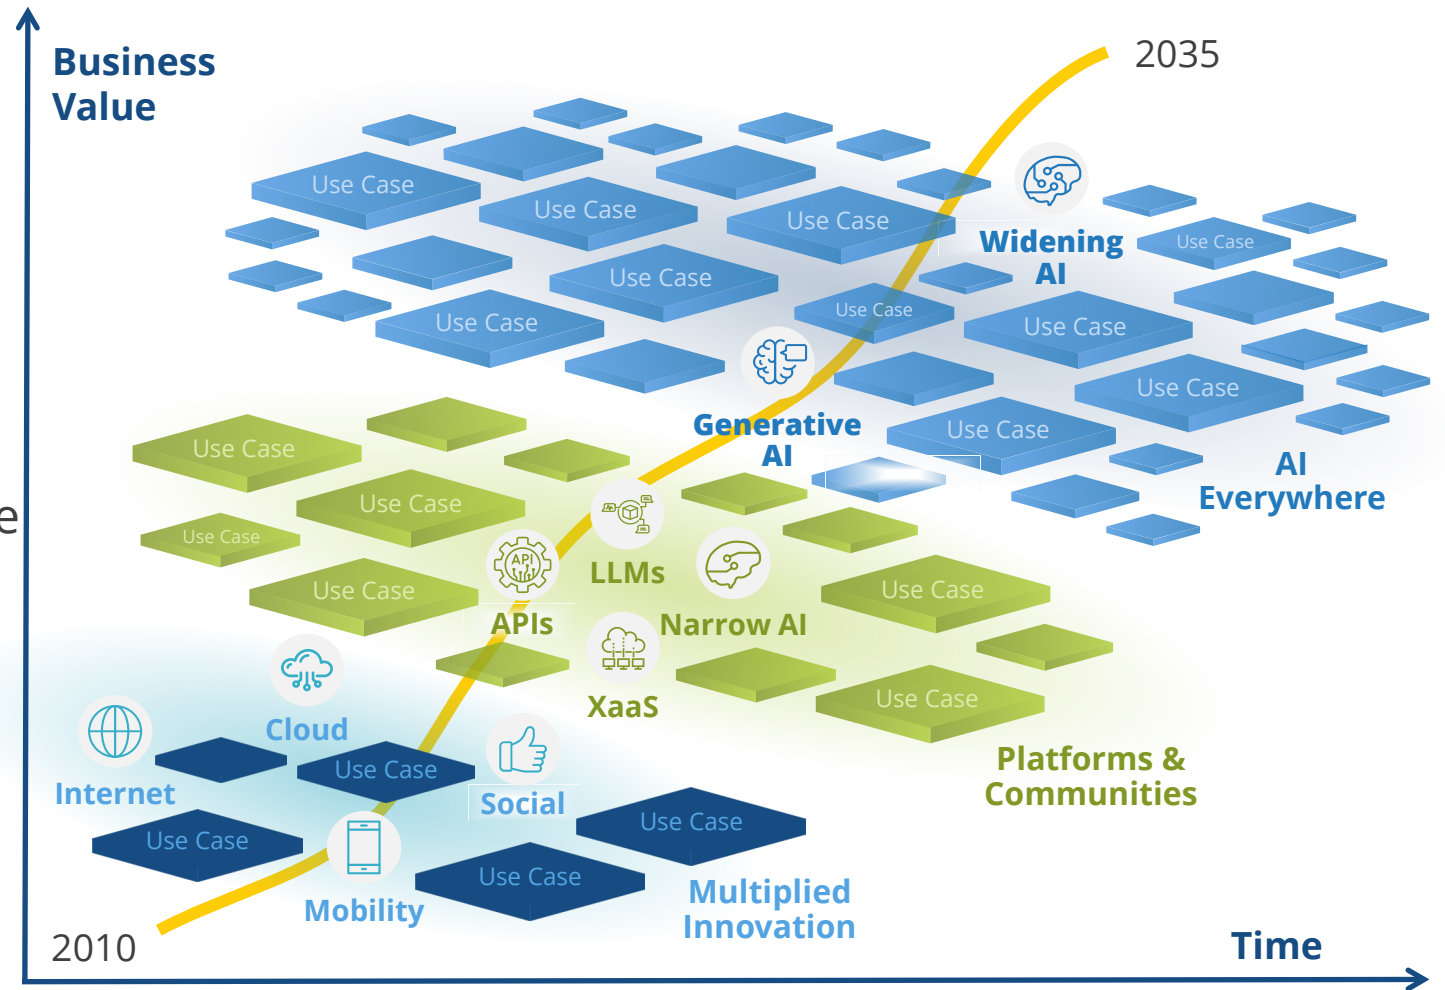 Business
Value
2035
Use Case
Use Case
Use Case
Widening
AI
Use Case
Use Case
Use Case
Use Case
Use Case
Use Case
Generative
AI
Use Case
AI
Everywhere
Use Case
Use Case
Use Case
e
Use Case
LLMs
Use Case
Use Case
API
APIs
Narrow AI
XaaS
Use Case
Platforms &
Communities
Cloud
Internet
Use Case
Social
Use Case
Use Case
Use Case
Mobility
Multiplied
Innovation
2010
Time